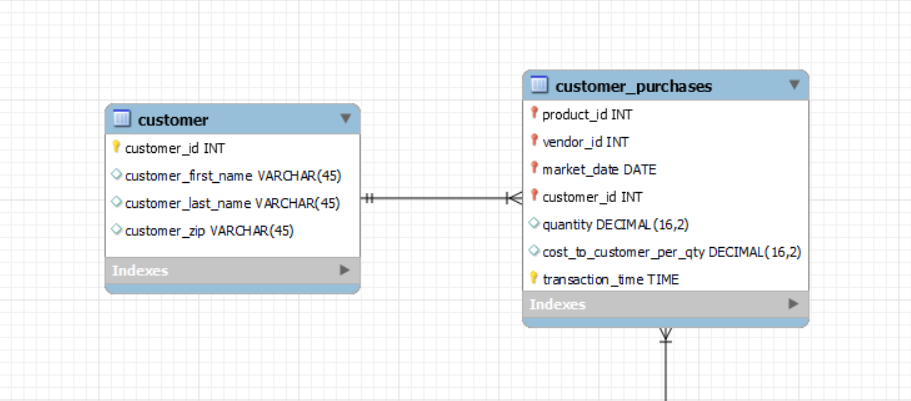 customer
customer_id INT
customer_first_name VARCHAR(45)
customer_last_name VARCHAR(45)
customer_zip VARCHAR(45)
Indexes
customer_purchases
product_id INT
vendor_id INT
market_date DATE
customer_id INT
quantity DECIMAL(16,2)
cost_to_customer_per_qty DECIMAL(16,2)
transaction_time TIME
Indexes